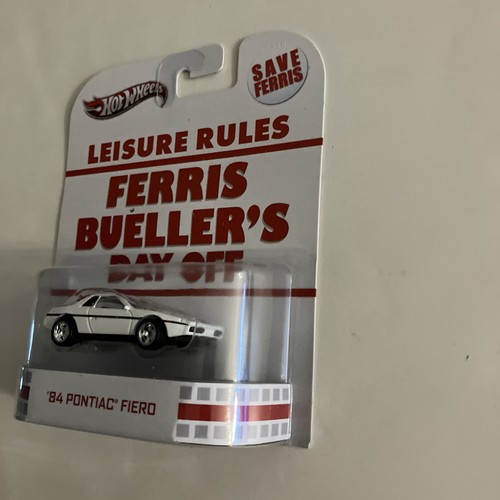 HOT WHEELS
SAVE
FERRIS
LEISURE RULES
FERRIS
BUELLER'S
DAY OFF
'84 PONTIAC® FIERO